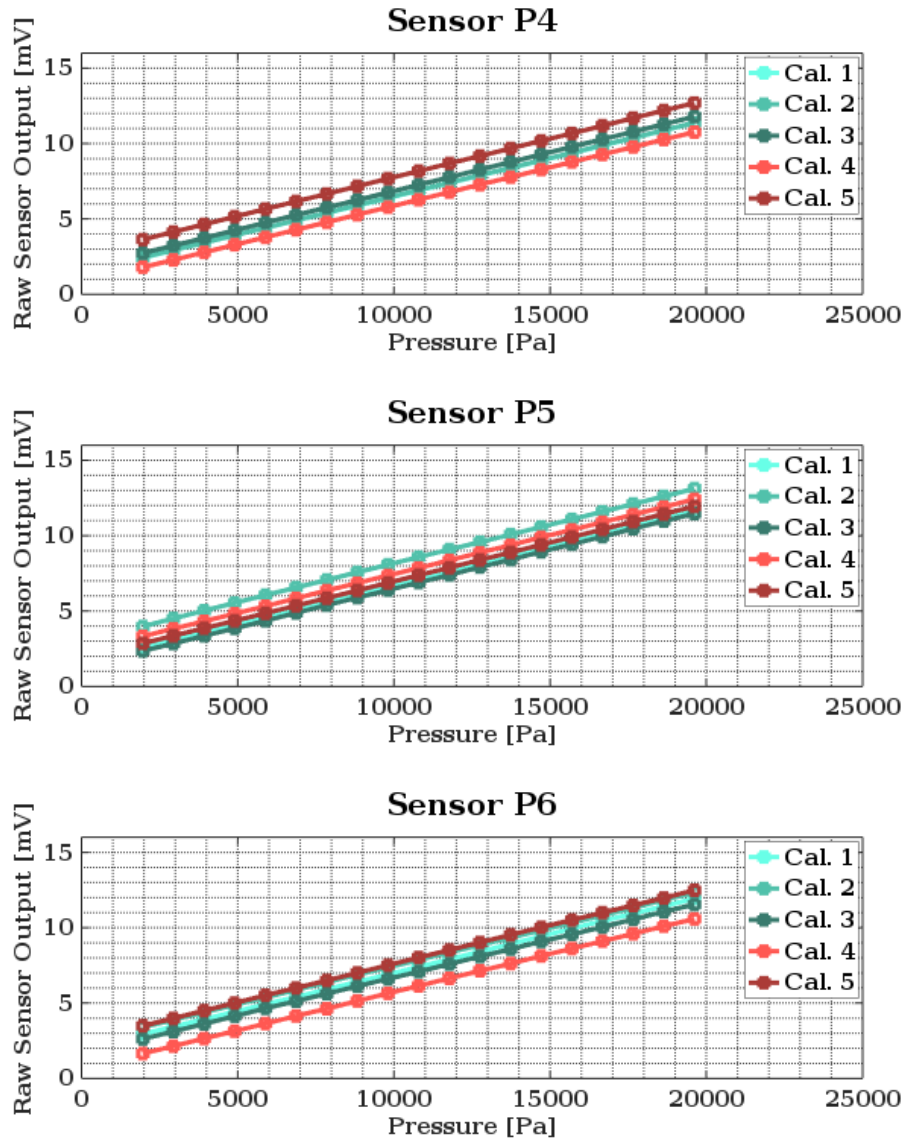 Sensor P4
Raw Sensor Output [mV]
15
10
5
0
0 5000 10000 15000 20000 25000
Pressure [Pa]
Cal. 1
Cal. 2
Cal. 3
Cal. 4
Cal. 5
Sensor P5
Raw Sensor Output [mV]
15
10
5
0
0 5000 10000 15000 20000 25000
Pressure [Pa]
Cal. 1
Cal. 2
Cal. 3
Cal. 4
Cal. 5
Sensor P6
Raw Sensor Output [mV]
15
10
5
0
0 5000 10000 15000 20000 25000
Pressure [Pa]
Cal. 1
Cal. 2
Cal. 3
Cal. 4
Cal. 5